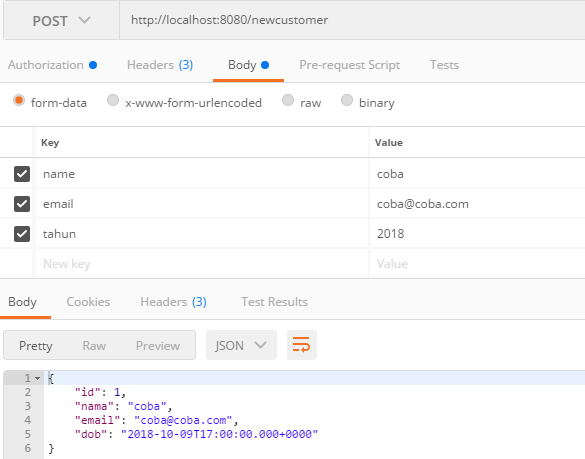 POST http://localhost:8080/newcustomer
Authorization Headers (3) Body Pre-request Script Tests
form-data x-www-form-urlencoded raw binary
Key Value
name coba
email coba@coba.com
tahun 2018
New key Value
Body Cookies Headers (3) Test Results
Pretty Raw Preview JSON
1 {
2 "id": 1,
3 "nama": "coba",
4 "email": "coba@coba.com",
5 "dob": "2018-10-09T17:00:00.000+0000"
6 }